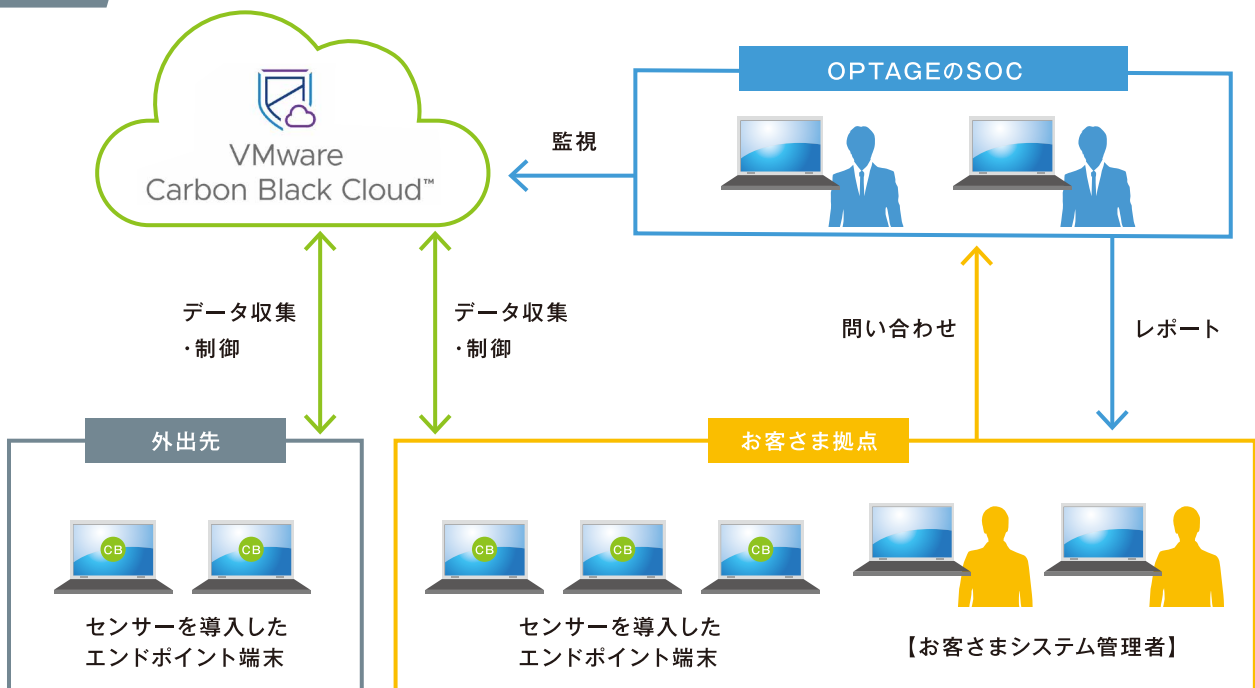 VMware
Carbon Black Cloud™
OPTAGEのSOC
監視
データ収集
・制御
データ収集
・制御
問い合わせ
レポート
外出先
お客さま拠点
CB
CB
CB
CB
CB
センサーを導入した
エンドポイント端末
センサーを導入した
エンドポイント端末
【お客さまシステム管理者】